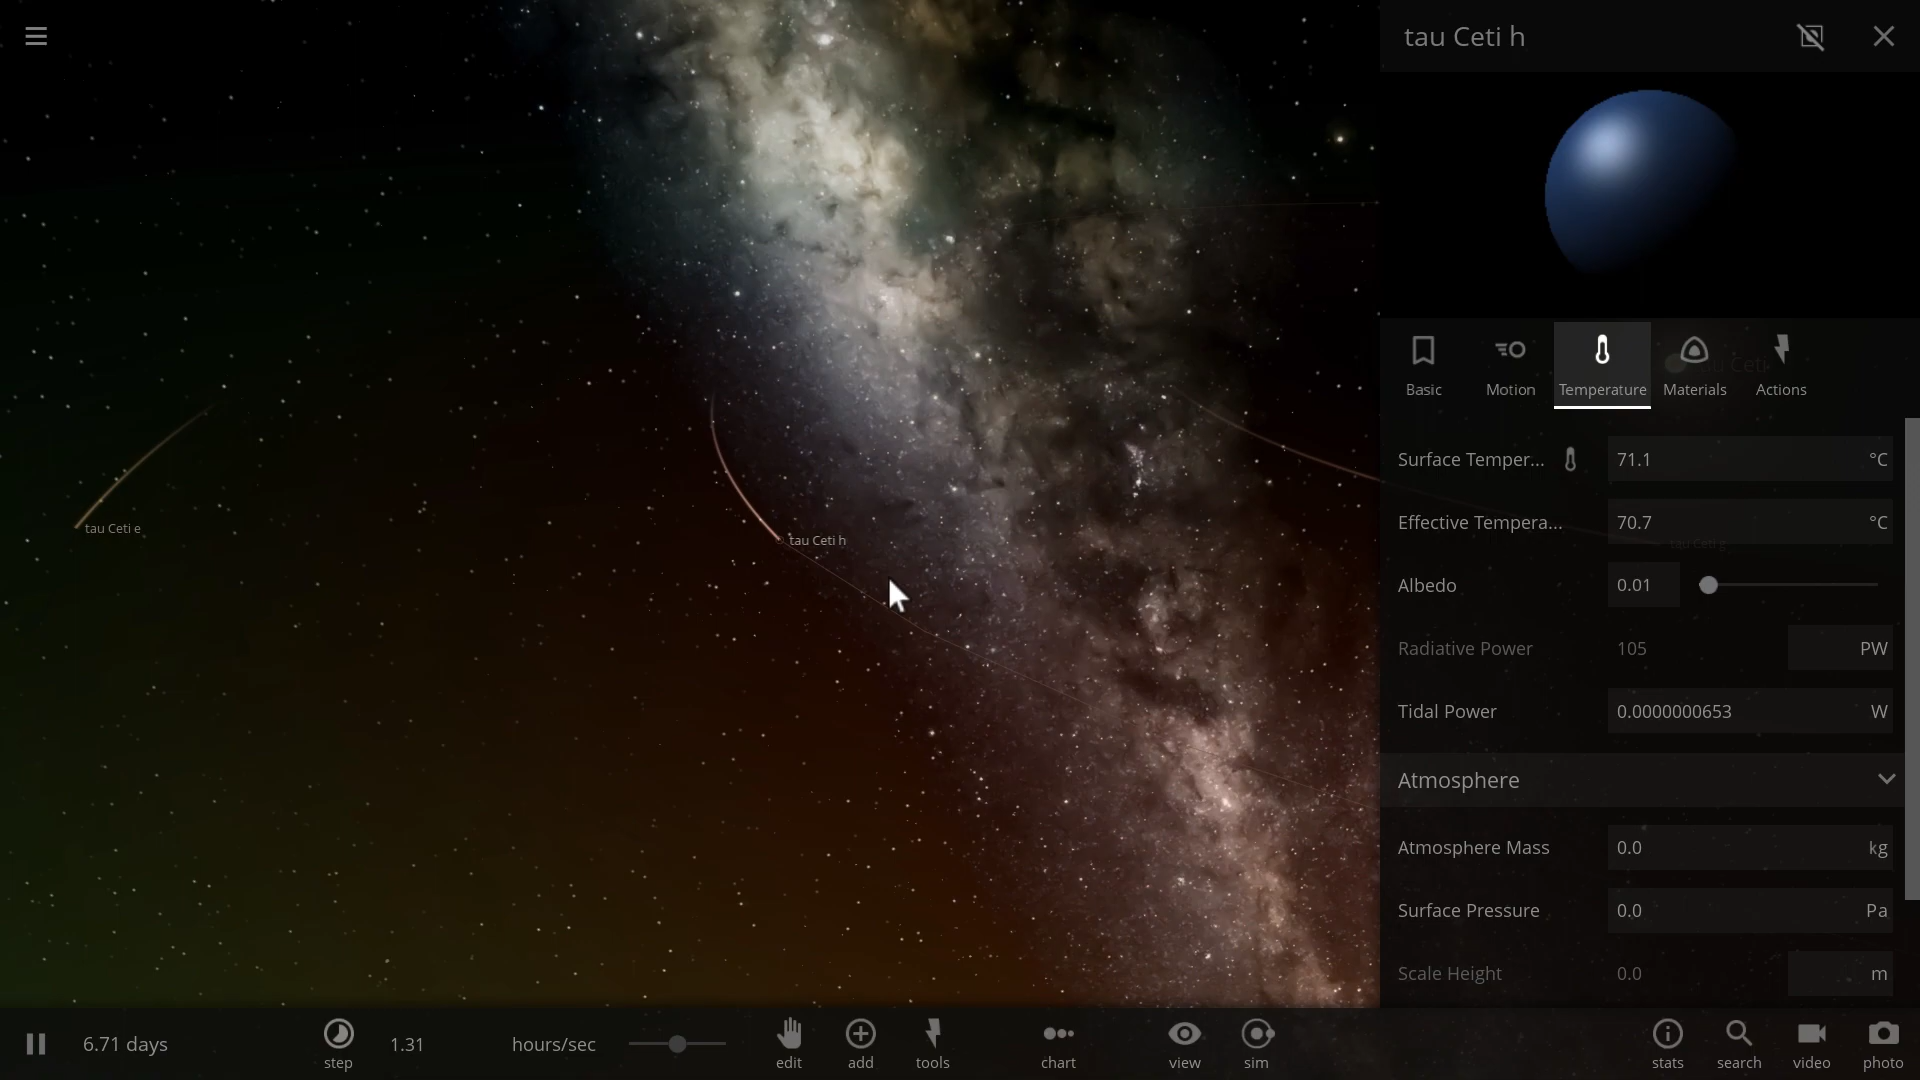 tau Ceti h
Basic
Motion
Temperature
Materials
Actions
Surface Temper...
71.1
°C
Effective Tempera...
70.7
°C
tau Ceti g
Albedo
0.01
Radiative Power
105
PW
Tidal Power
0.0000000653
W
Atmosphere
Atmosphere Mass
0.0
kg
Surface Pressure
0.0
Pa
Scale Height
0.0
m
tau Ceti e
tau Ceti h
6.71 days
step
1.31
hours/sec
edit
add
tools
chart
view
sim
stats
search
video
photo